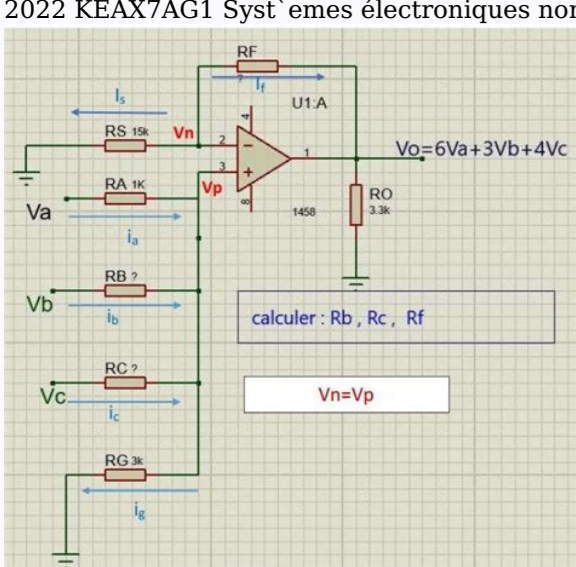 2022 KEAX7AG1 Syst`emes électroniques non
RF
?
If
Is
U1:A
RS 15k
Vn
4
2
1
3
Vo=6Va+3Vb+4Vc
Vp
RA 1K
RO
3.3k
8
1458
Va
ia
RB ?
Vb
ib
calculer : Rb , Rc , Rf
RC ?
Vc
ic
Vn=Vp
RG 3k
ig